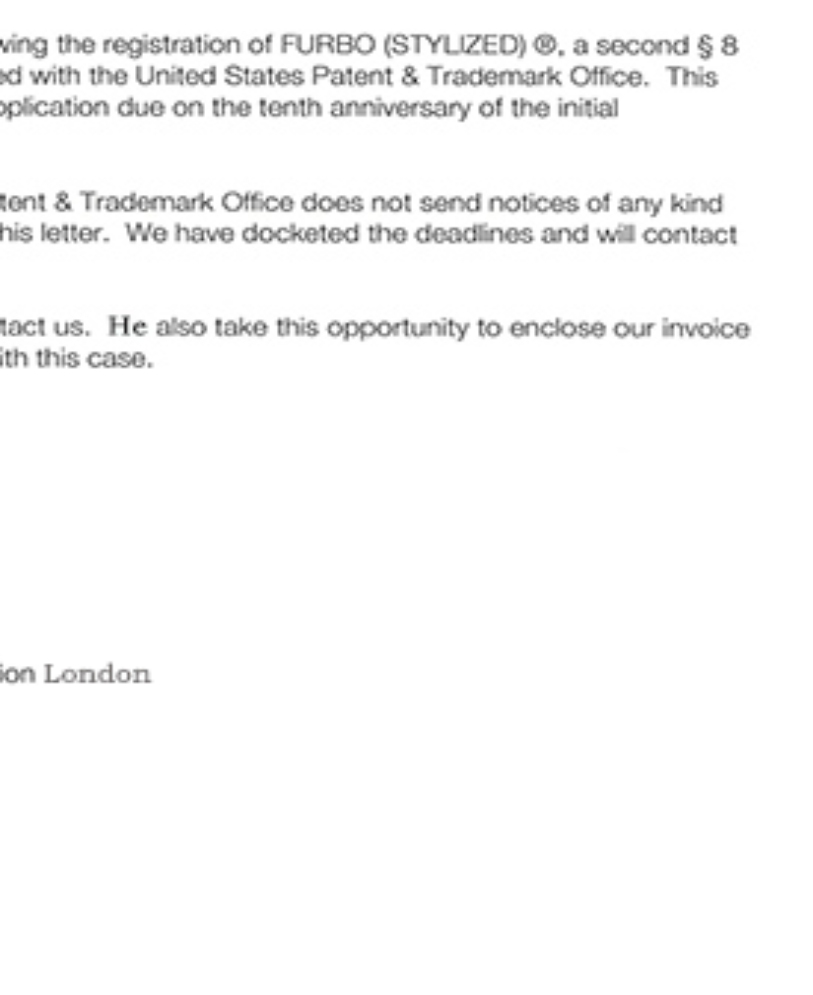 wing the registration of FURBO (STYLIZED) ®, a second § 8
ed with the United States Patent & Trademark Office. This
pplication due on the tenth anniversary of the initial
tent & Trademark Office does not send notices of any kind
his letter. We have docketed the deadlines and will contact
tact us. He also take this opportunity to enclose our invoice
ith this case.
ion London